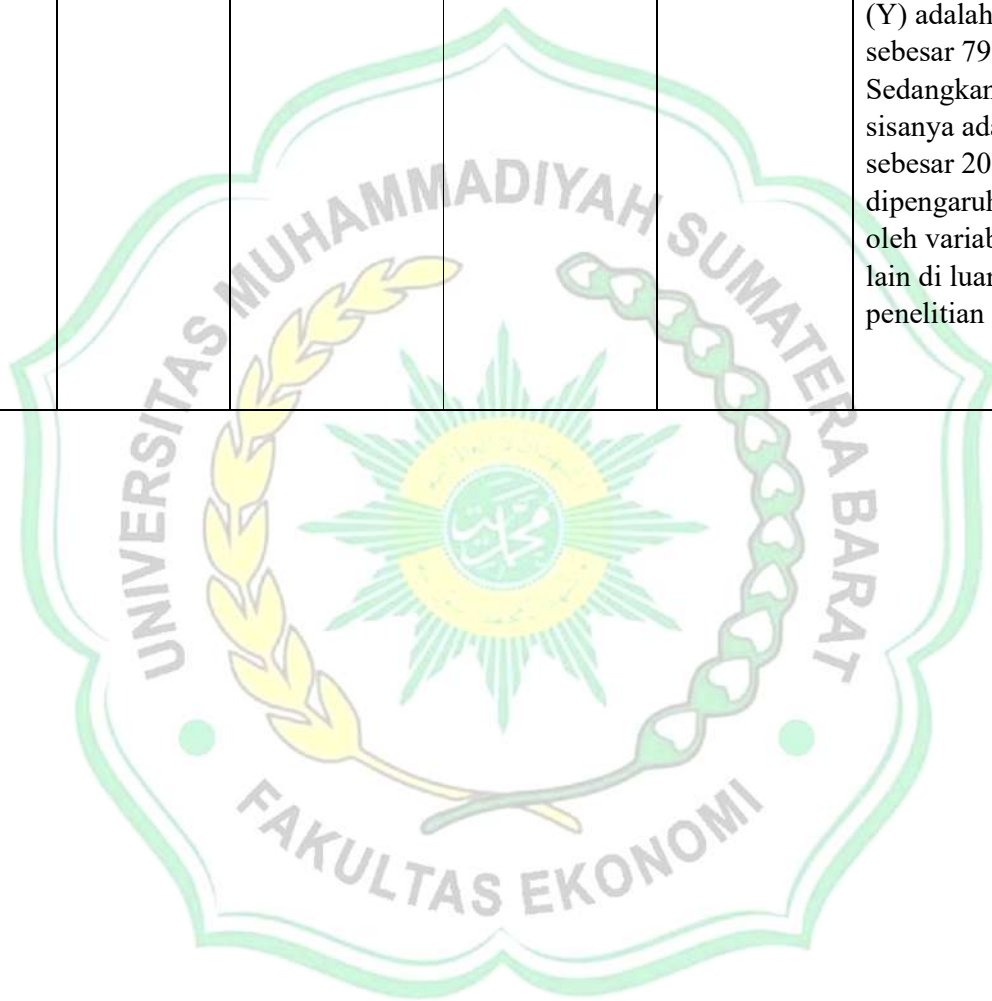 (Y) adalah
sebesar 79
Sedangkan
sisanya ada
sebesar 20
dipengaruh
oleh variab
lain di luar
penelitian
UNIVERSITAS MUHAMMADIYAH SUMATERA BARAT
FAKULTAS EKONOMI